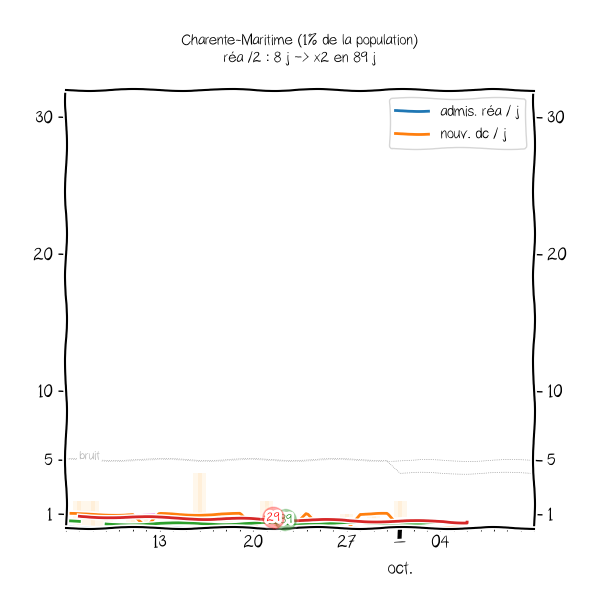 Charente-Maritime (1% de la population)
réa /2 : 8 j -> x2 en 89 j
admis. réa / j
nouv. dc / j
30
30
20
20
10
10
5
bruit
5
1
29
1
13
20
27
04
oct.